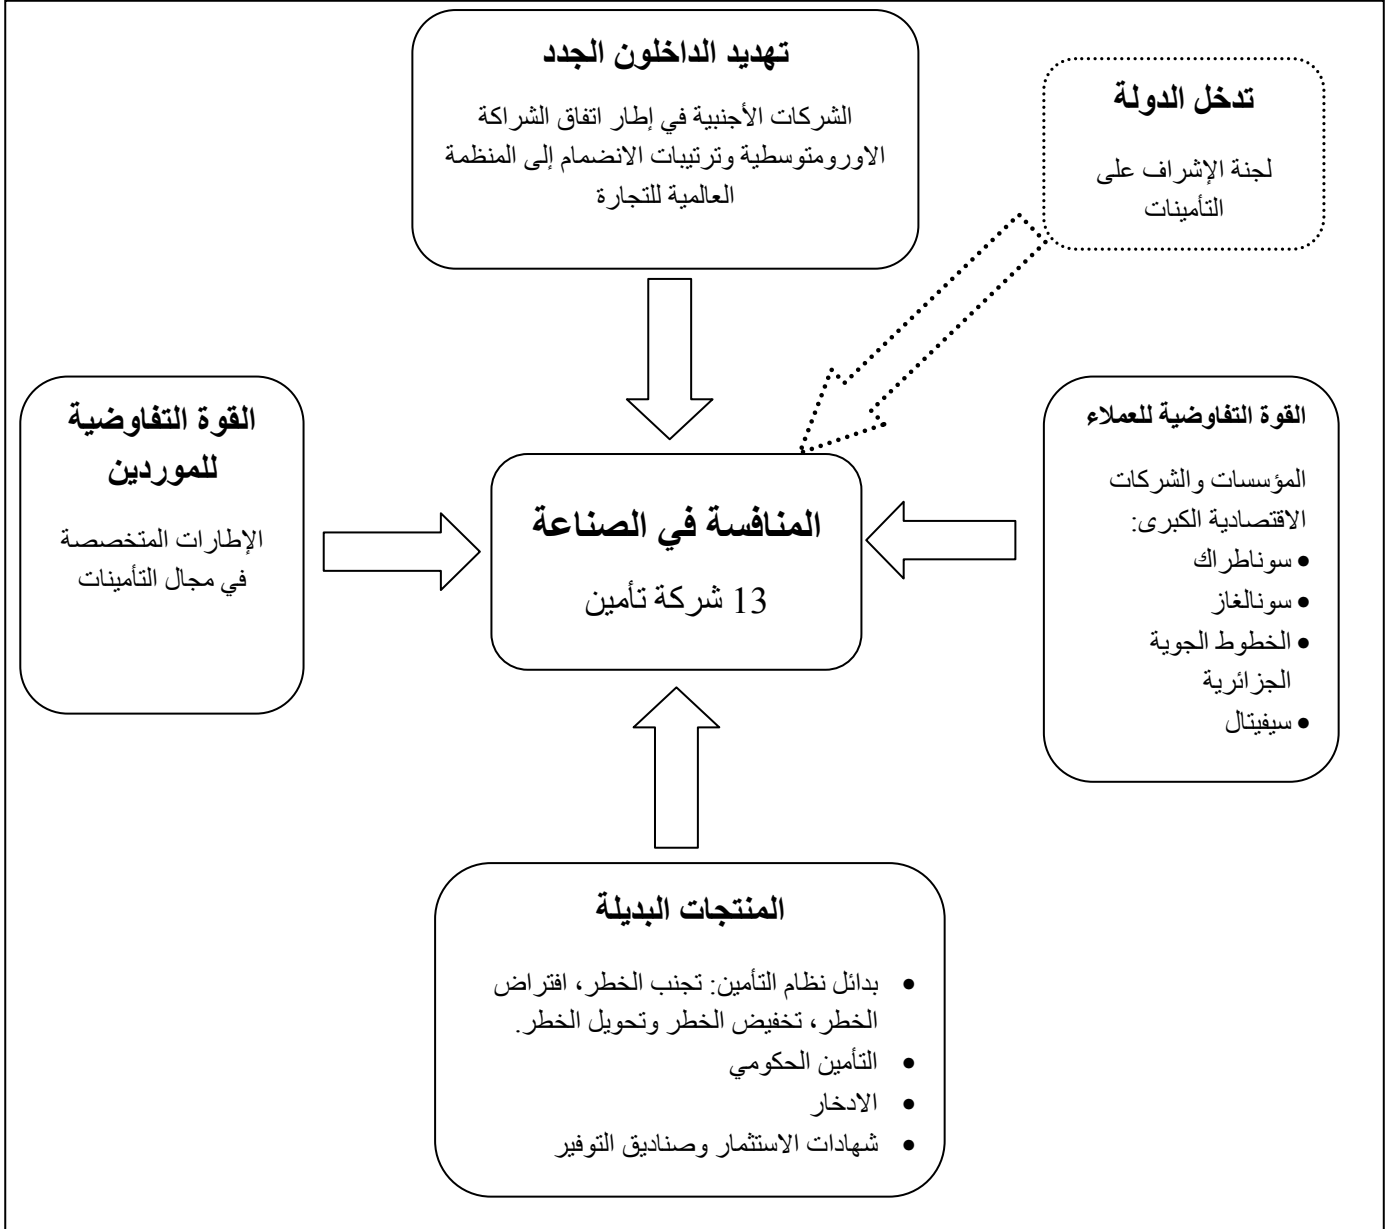 تهديد الداخلون الجدد
الشركات الأجنبية في إطار اتفاق الشراكة
الاورومتوسطية وترتيبات الانضمام إلى المنظمة
العالمية للتجارة
تدخل الدولة
لجنة الإشراف على
التأمينات
القوة التفاوضية للعملاء
المؤسسات والشركات
الاقتصادية الكبرى:
• سوناطراك
• سونالغاز
• الخطوط الجوية
الجزائرية
• سيفيتال
المنافسة في الصناعة
13 شركة تأمين
القوة التفاوضية
للموردين
الإطارات المتخصصة
في مجال التأمينات
المنتجات البديلة
• بدائل نظام التأمين: تجنب الخطر، افتراض
الخطر، تخفيض الخطر وتحويل الخطر.
• التأمين الحكومي
• الادخار
• شهادات الاستثمار وصناديق التوفير